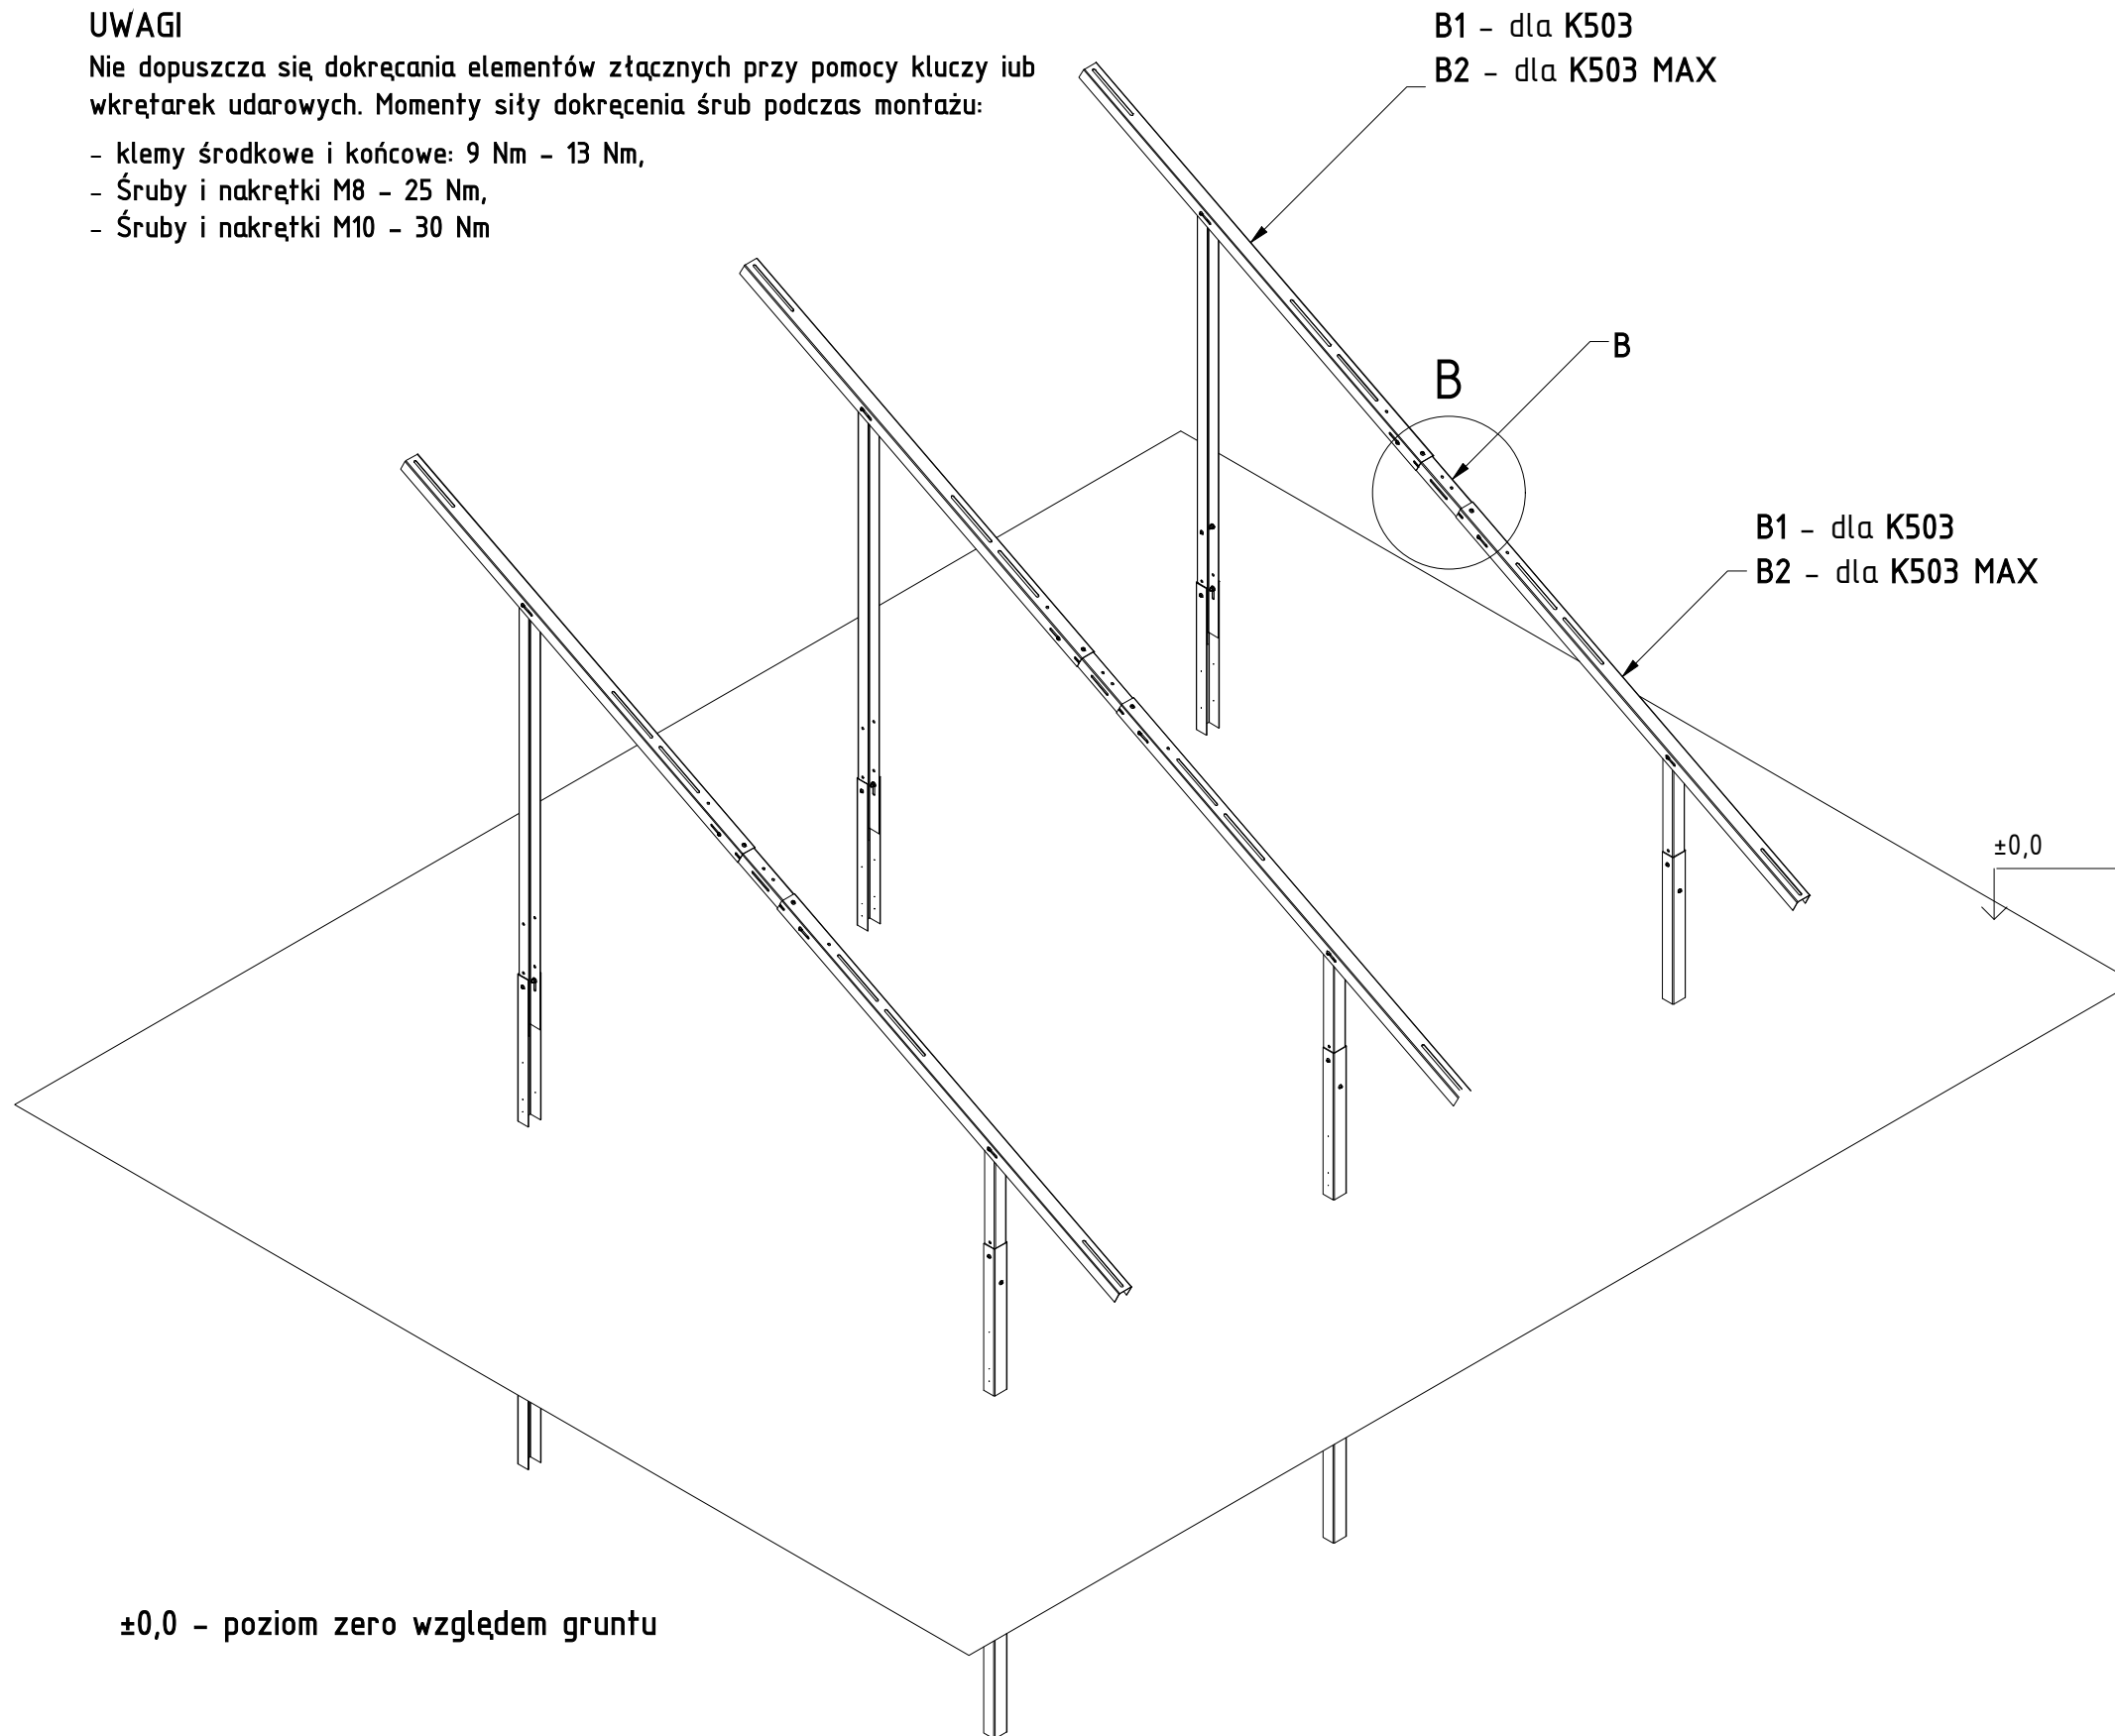 UWAGI
Nie dopuszcza się dokręcania elementów złącznych przy pomocy kluczy iub
wkrętarek udarowych. Momenty siły dokręcenia śrub podczas montażu:
- klemy środkowe i końcowe: 9 Nm - 13 Nm,
- Śruby i nakrętki M8 - 25 Nm,
- Śruby i nakrętki M10 - 30 Nm
B1 - dla K503
B2 - dla K503 MAX
B
B
B1 - dla K503
B2 - dla K503 MAX
±0,0
±0,0 - poziom zero względem gruntu